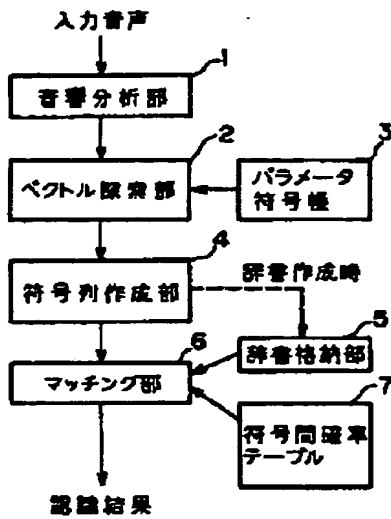 入力音声
1
音響分析部
2
3
ベクトル探索部
パラメータ
符号帳
4
符号列作成部
辞書作成時
5
6
辞書格納部
マッチング部
7
符号間確率
テーブル
認識結果